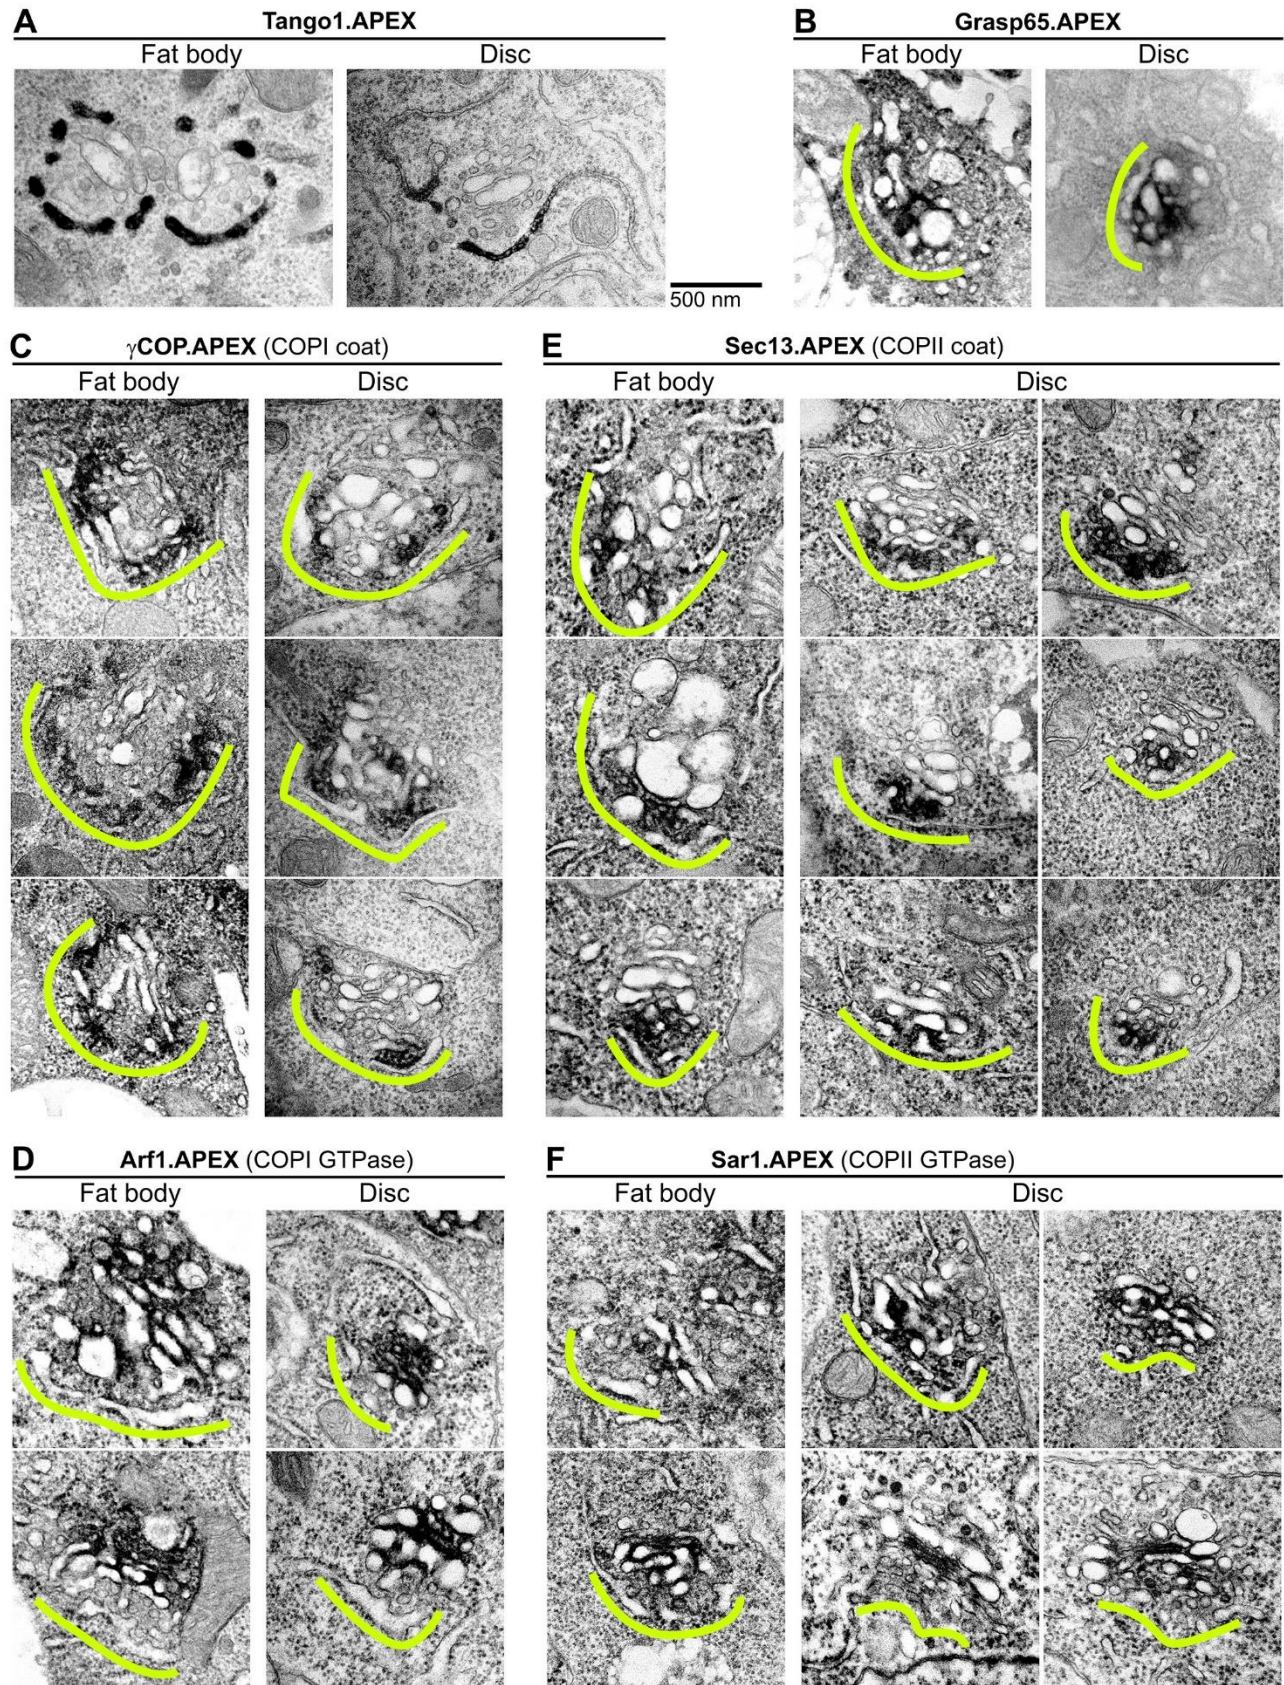 A Tango1.APEX
Fat body Disc
500 nm
B Grasp65.APEX
Fat body Disc
C γCOP.APEX (COPI coat)
Fat body Disc
E Sec13.APEX (COPII coat)
Fat body Disc
D Arf1.APEX (COPI GTPase)
Fat body Disc
F Sar1.APEX (COPII GTPase)
Fat body Disc